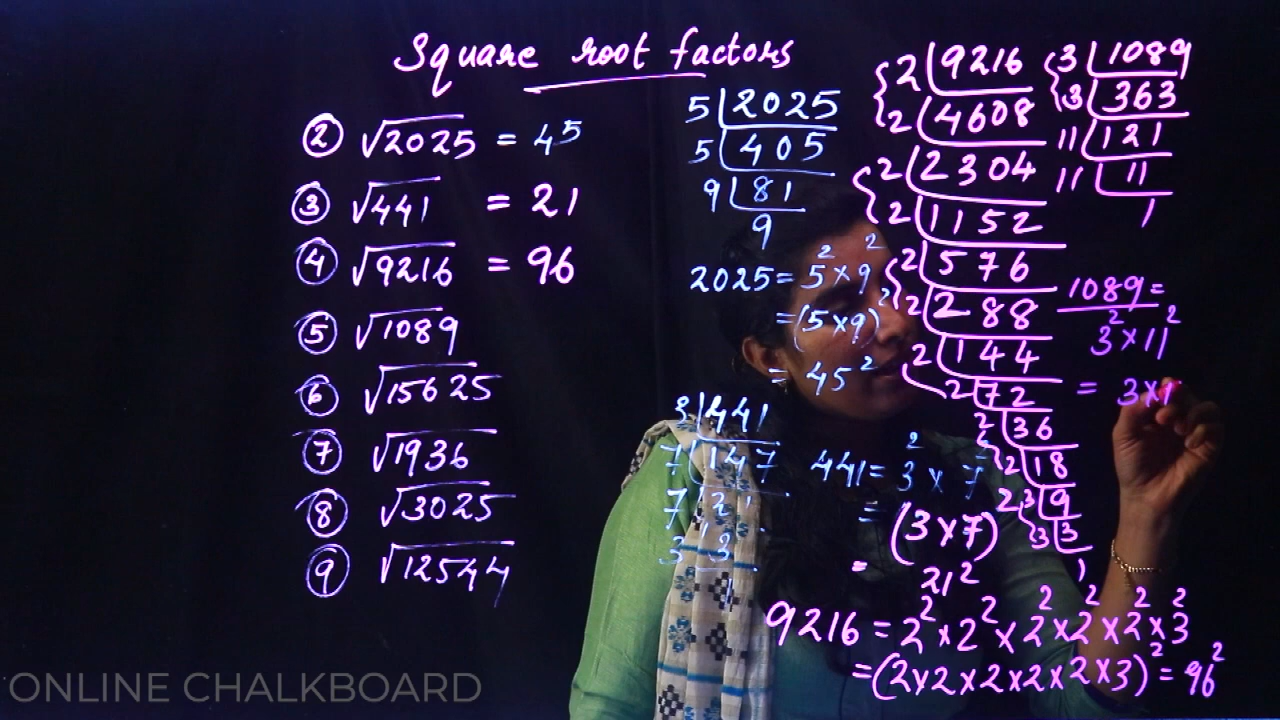 Square root factors
② √2025 = 45
③ √441 = 21
④ √9216 = 96
⑤ √1089
⑥ √15625
⑦ √1936
⑧ √3025
⑨ √12544
5 | 2025
5 | 405
9 | 81
9
2025 = 5² × 9²
= (5 × 9)²
= 45²
3 | 441
7 | 147
7 | 21
3 | 3
1
441 = 3² × 7
= (3 × 7)
= 21²
2 | 9216
2 | 4608
2 | 2304
2 | 1152
2 | 576
2 | 288
2 | 144
2 | 72
2 | 36
2 | 18
3 | 9
3 | 3
1
3 | 1089
3 | 363
11 | 121
11 | 11
1
1089 =
3² × 11²
= 3 × 1
9216 = 2² × 2² × 2² × 2² × 2² × 3²
= (2 × 2 × 2 × 2 × 2 × 3)² = 96²
ONLINE CHALKBOARD